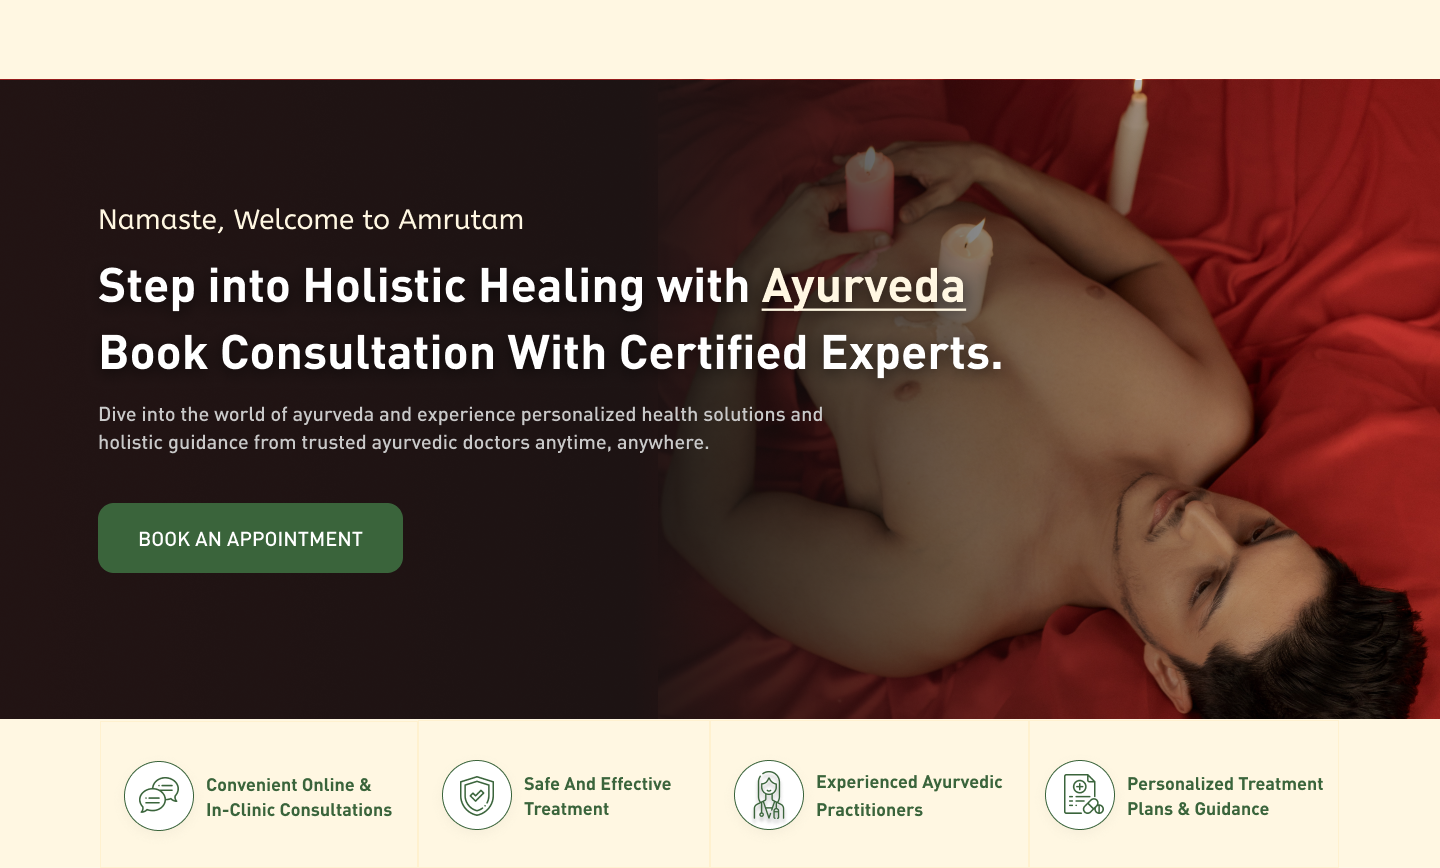 Namaste, Welcome to Amrutam
Step into Holistic Healing with Ayurveda
Book Consultation With Certified Experts.
Dive into the world of ayurveda and experience personalized health solutions and
holistic guidance from trusted ayurvedic doctors anytime, anywhere.
BOOK AN APPOINTMENT
Convenient Online &
In-Clinic Consultations
Safe And Effective
Treatment
Experienced Ayurvedic
Practitioners
Personalized Treatment
Plans & Guidance